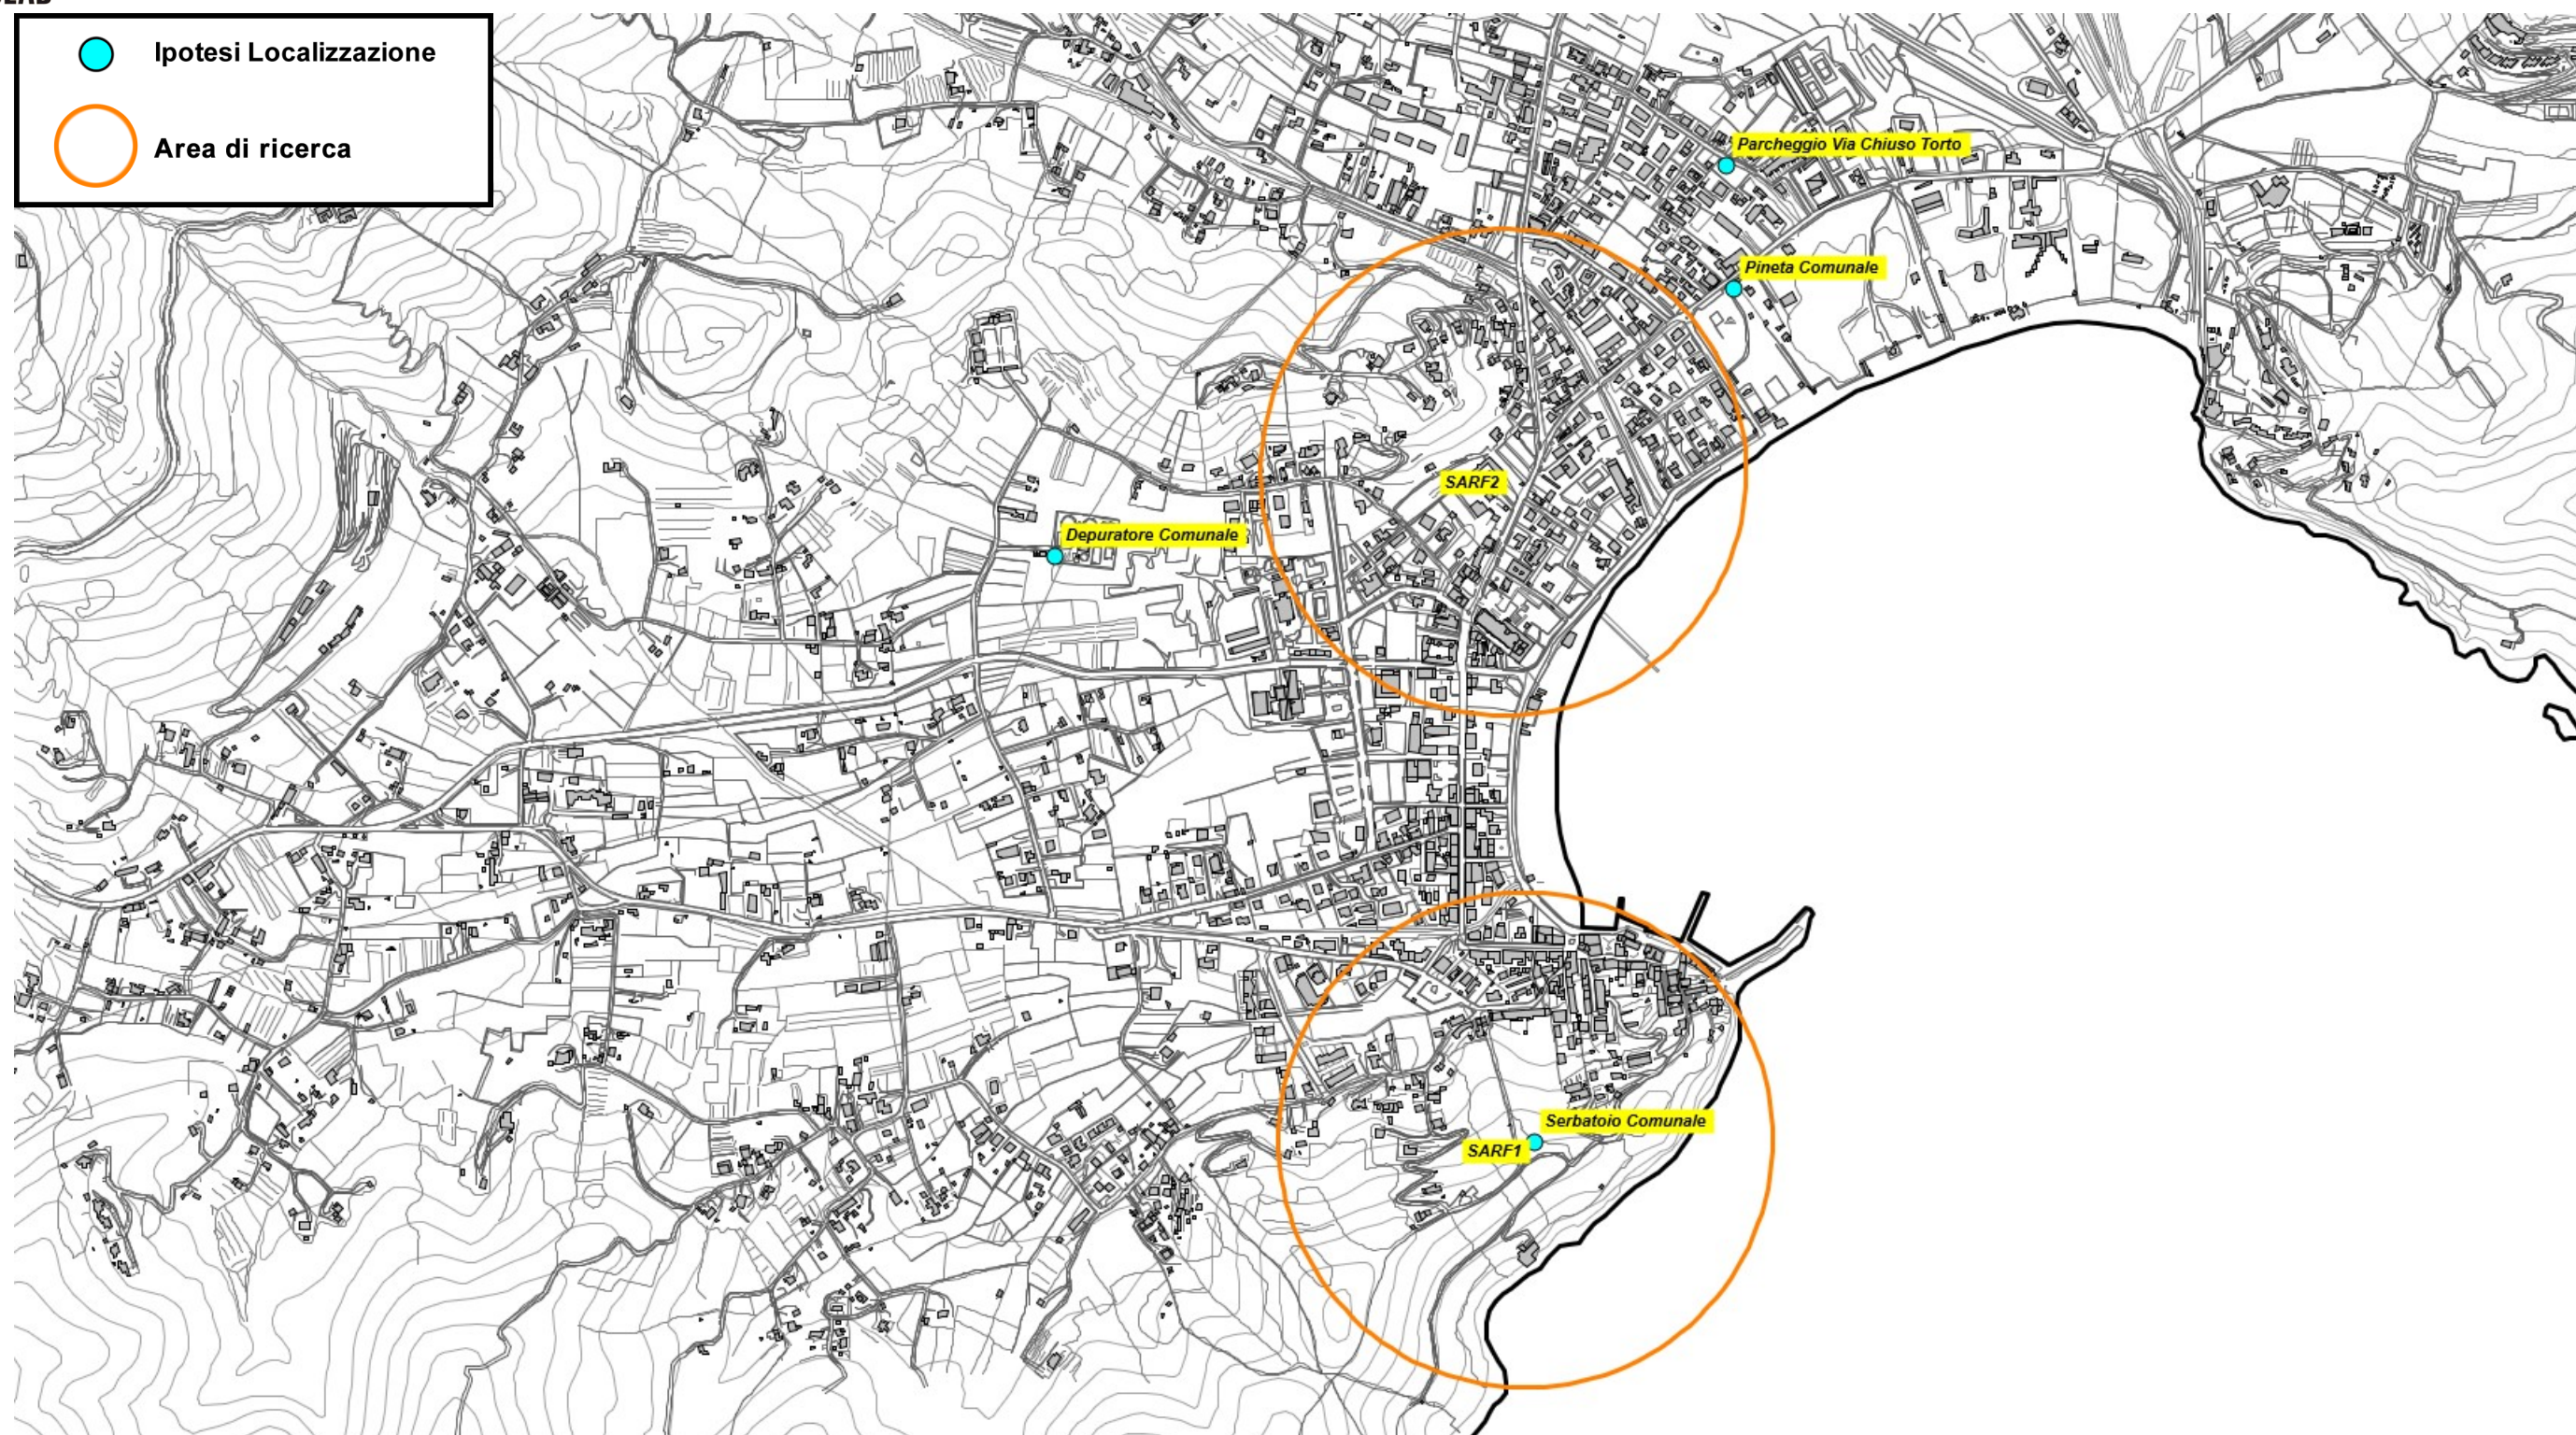 Ipotesi Localizzazione
Area di ricerca
Parcheggio Via Chiuso Torto
Pineta Comunale
SARF2
Depuratore Comunale
Serbatoio Comunale
SARF1